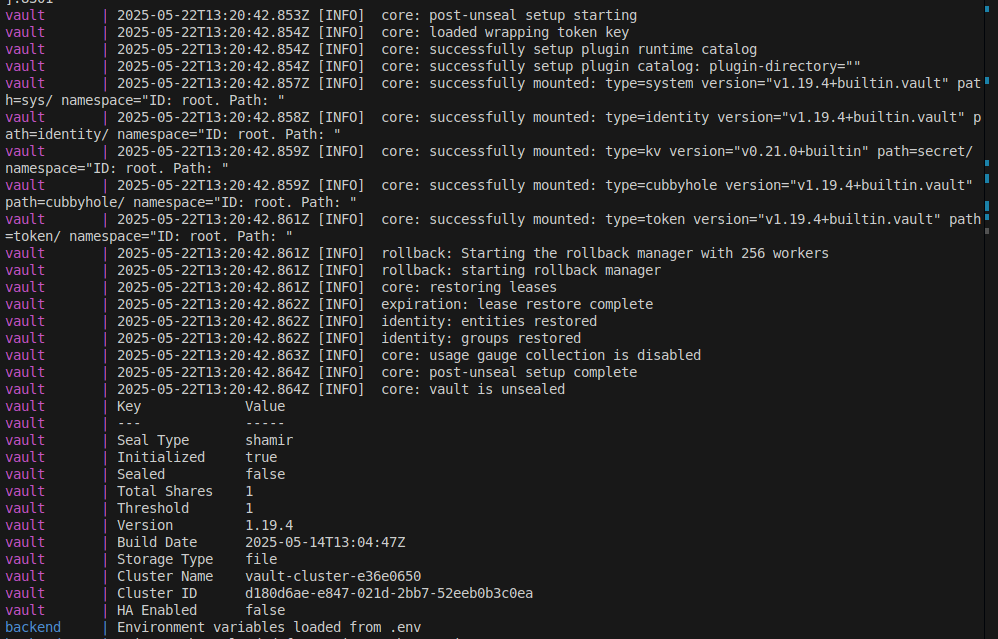 vault | 2025-05-22T13:20:42.853Z [INFO] core: post-unseal setup starting
vault | 2025-05-22T13:20:42.854Z [INFO] core: loaded wrapping token key
vault | 2025-05-22T13:20:42.854Z [INFO] core: successfully setup plugin runtime catalog
vault | 2025-05-22T13:20:42.854Z [INFO] core: successfully setup plugin catalog: plugin-directory=""
vault | 2025-05-22T13:20:42.857Z [INFO] core: successfully mounted: type=system version="v1.19.4+builtin.vault" pat
h=sys/ namespace="ID: root. Path: "
vault | 2025-05-22T13:20:42.858Z [INFO] core: successfully mounted: type=identity version="v1.19.4+builtin.vault" p
ath=identity/ namespace="ID: root. Path: "
vault | 2025-05-22T13:20:42.859Z [INFO] core: successfully mounted: type=kv version="v0.21.0+builtin" path=secret/
namespace="ID: root. Path: "
vault | 2025-05-22T13:20:42.859Z [INFO] core: successfully mounted: type=cubbyhole version="v1.19.4+builtin.vault"
path=cubbyhole/ namespace="ID: root. Path: "
vault | 2025-05-22T13:20:42.861Z [INFO] core: successfully mounted: type=token version="v1.19.4+builtin.vault" path
=token/ namespace="ID: root. Path: "
vault | 2025-05-22T13:20:42.861Z [INFO] rollback: Starting the rollback manager with 256 workers
vault | 2025-05-22T13:20:42.861Z [INFO] rollback: starting rollback manager
vault | 2025-05-22T13:20:42.861Z [INFO] core: restoring leases
vault | 2025-05-22T13:20:42.862Z [INFO] expiration: lease restore complete
vault | 2025-05-22T13:20:42.862Z [INFO] identity: entities restored
vault | 2025-05-22T13:20:42.862Z [INFO] identity: groups restored
vault | 2025-05-22T13:20:42.863Z [INFO] core: usage gauge collection is disabled
vault | 2025-05-22T13:20:42.864Z [INFO] core: post-unseal setup complete
vault | 2025-05-22T13:20:42.864Z [INFO] core: vault is unsealed
vault | Key Value
vault | --- -----
vault | Seal Type shamir
vault | Initialized true
vault | Sealed false
vault | Total Shares 1
vault | Threshold 1
vault | Version 1.19.4
vault | Build Date 2025-05-14T13:04:47Z
vault | Storage Type file
vault | Cluster Name vault-cluster-e36e0650
vault | Cluster ID d180d6ae-e847-021d-2bb7-52eeb0b3c0ea
vault | HA Enabled false
backend | Environment variables loaded from .env